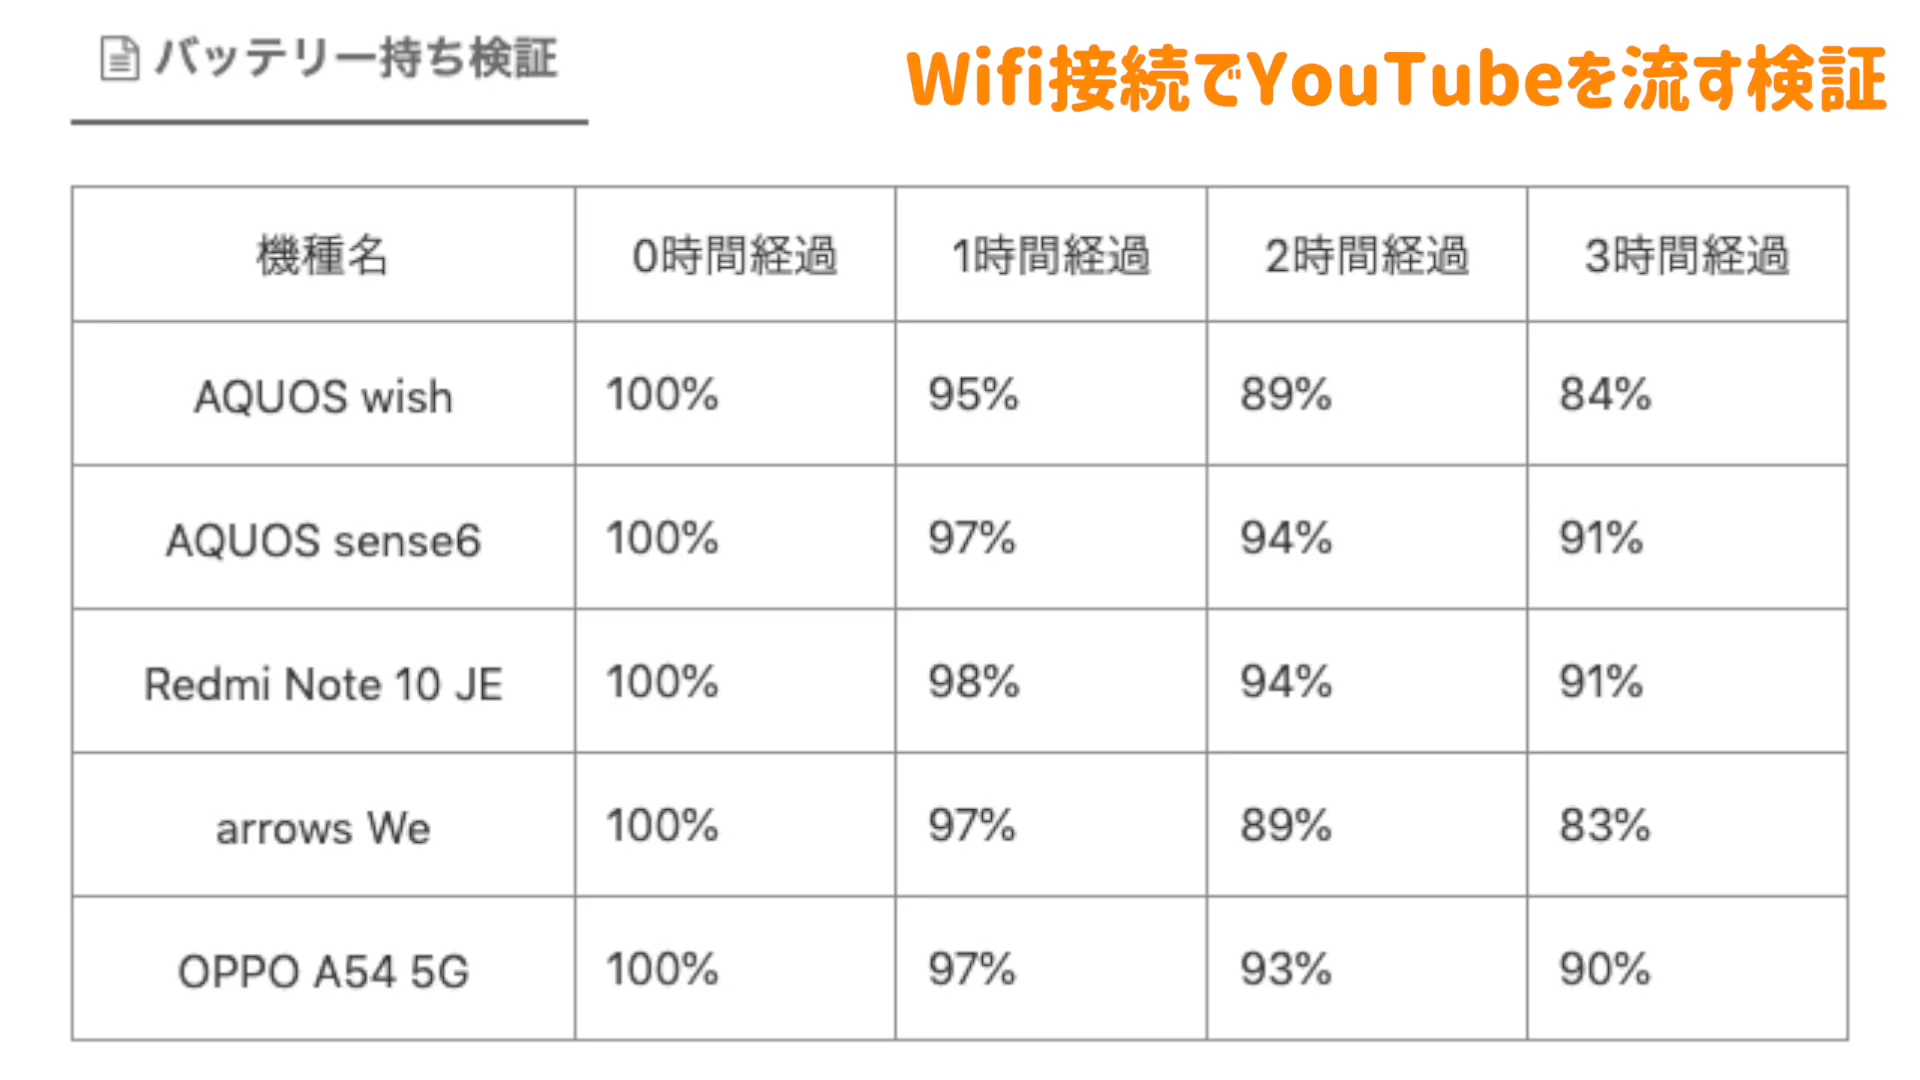 バッテリー持ち検証
Wifi接続でYouTubeを流す検証
機種名 0時間経過 1時間経過 2時間経過 3時間経過
AQUOS wish 100% 95% 89% 84%
AQUOS sense6 100% 97% 94% 91%
Redmi Note 10 JE 100% 98% 94% 91%
arrows We 100% 97% 89% 83%
OPPO A54 5G 100% 97% 93% 90%